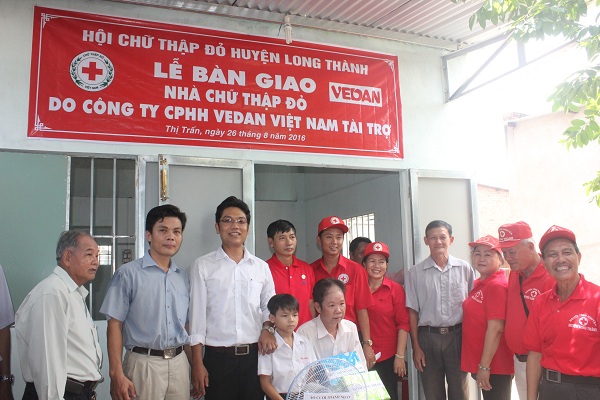 HỘI CHỮ THẬP ĐỎ HUYỆN LONG THÀNH
LỄ BÀN GIAO
VEDAN
NHÀ CHỮ THẬP ĐỎ
DO CÔNG TY CPHH VEDAN VIỆT NAM TÀI TRỢ
Thị Trấn, ngày 26 tháng 8 năm 2016